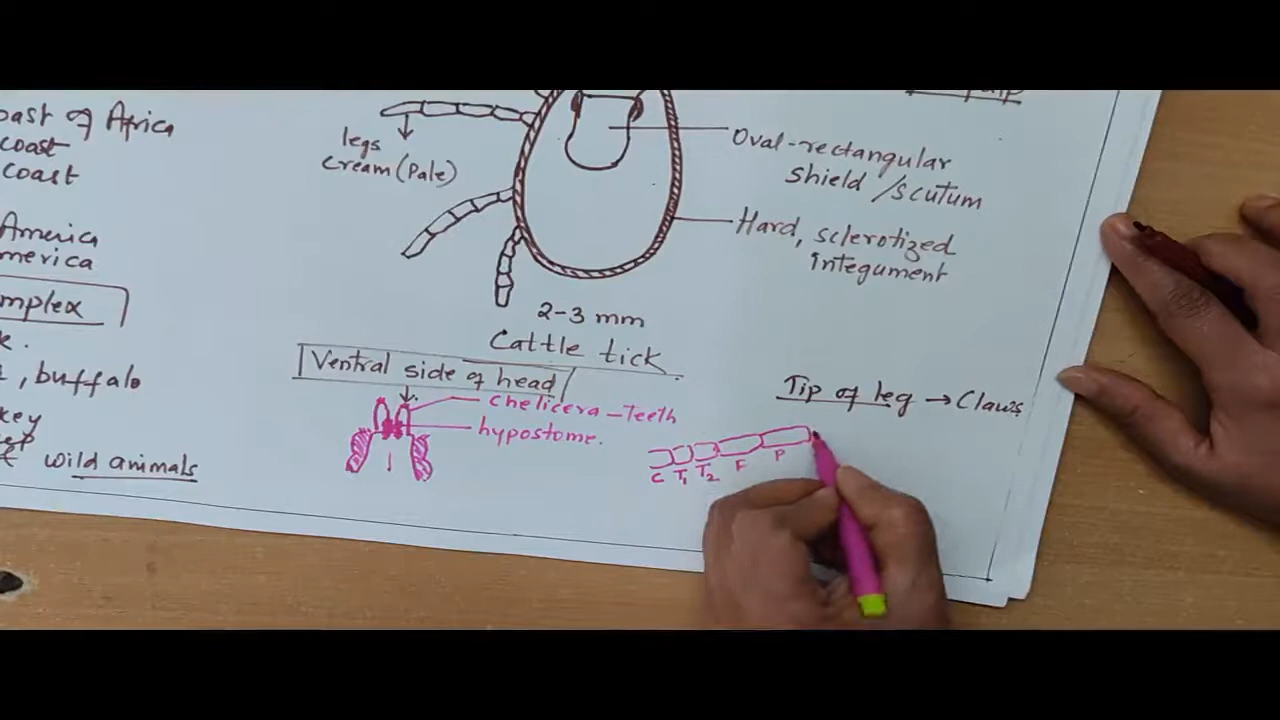 oast of Africa
coast
coast
America
merica
mplex
k.
, buffalo
key
wild animals
legs
cream (Pale)
Oval-rectangular
shield / scutum
Hard, sclerotized
integument
2-3 mm
Cattle tick
Ventral side of head
chelicera - Teeth
hypostome.
Tip of leg → Claws
C T1 T2 F P